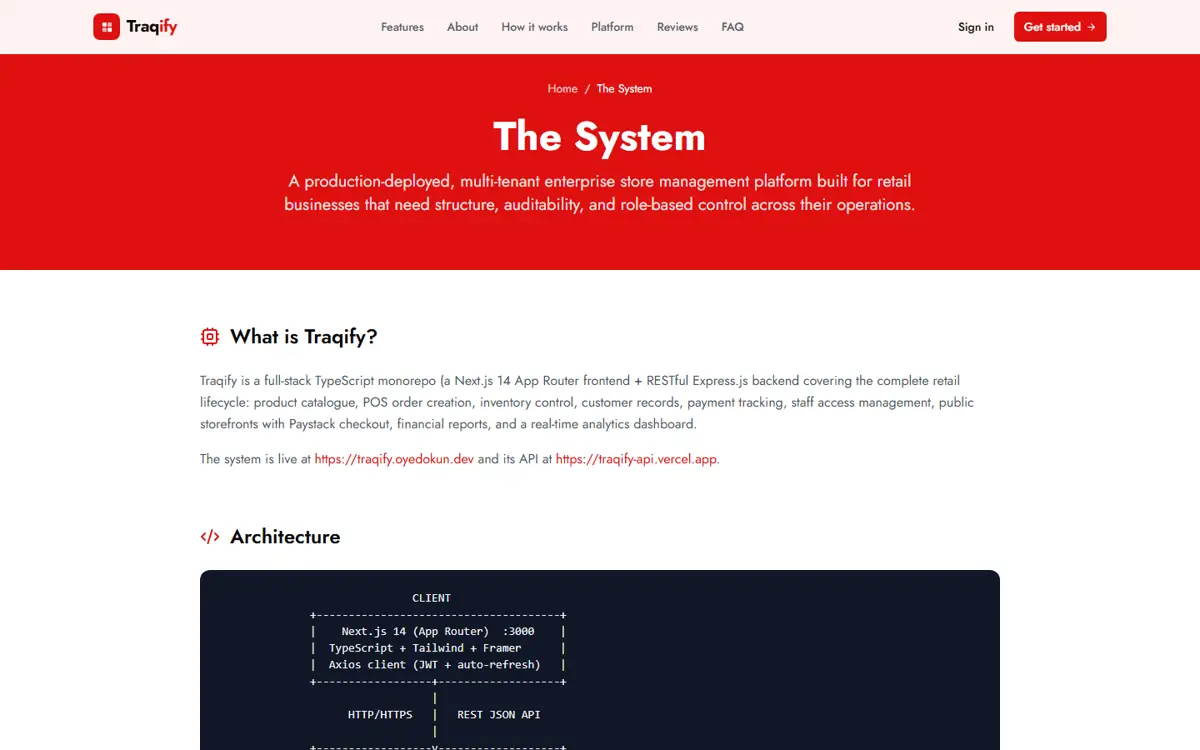 Traqify
Features About How it works Platform Reviews FAQ
Sign in
Get started →
Home / The System
The System
A production-deployed, multi-tenant enterprise store management platform built for retail
businesses that need structure, auditability, and role-based control across their operations.
What is Traqify?
Traqify is a full-stack TypeScript monorepo (a Next.js 14 App Router frontend + RESTful Express.js backend covering the complete retail
lifecycle: product catalogue, POS order creation, inventory control, customer records, payment tracking, staff access management, public
storefronts with Paystack checkout, financial reports, and a real-time analytics dashboard.
The system is live at https://traqify.oyedokun.dev and its API at https://traqify-api.vercel.app.
</> Architecture
CLIENT
+--------------------------------------+
| Next.js 14 (App Router) :3000 |
| TypeScript + Tailwind + Framer |
| Axios client (JWT + auto-refresh) |
+------------------+-------------------+
|
HTTP/HTTPS | REST JSON API
|
+------------------v-------------------+